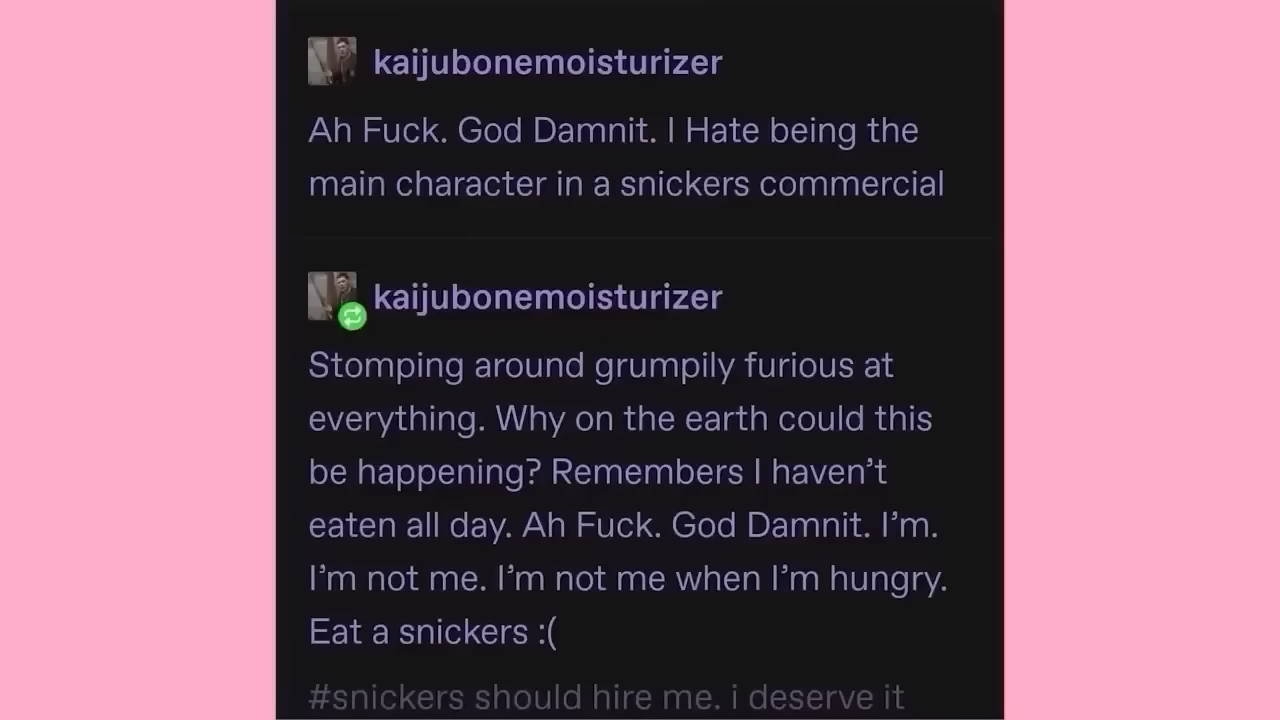 kaijubonemoisturizer
Ah Fuck. God Damnit. I Hate being the
main character in a snickers commercial
kaijubonemoisturizer
Stomping around grumpily furious at
everything. Why on the earth could this
be happening? Remembers I haven’t
eaten all day. Ah Fuck. God Damnit. I’m.
I’m not me. I’m not me when I’m hungry.
Eat a snickers :(
#snickers should hire me. i deserve it